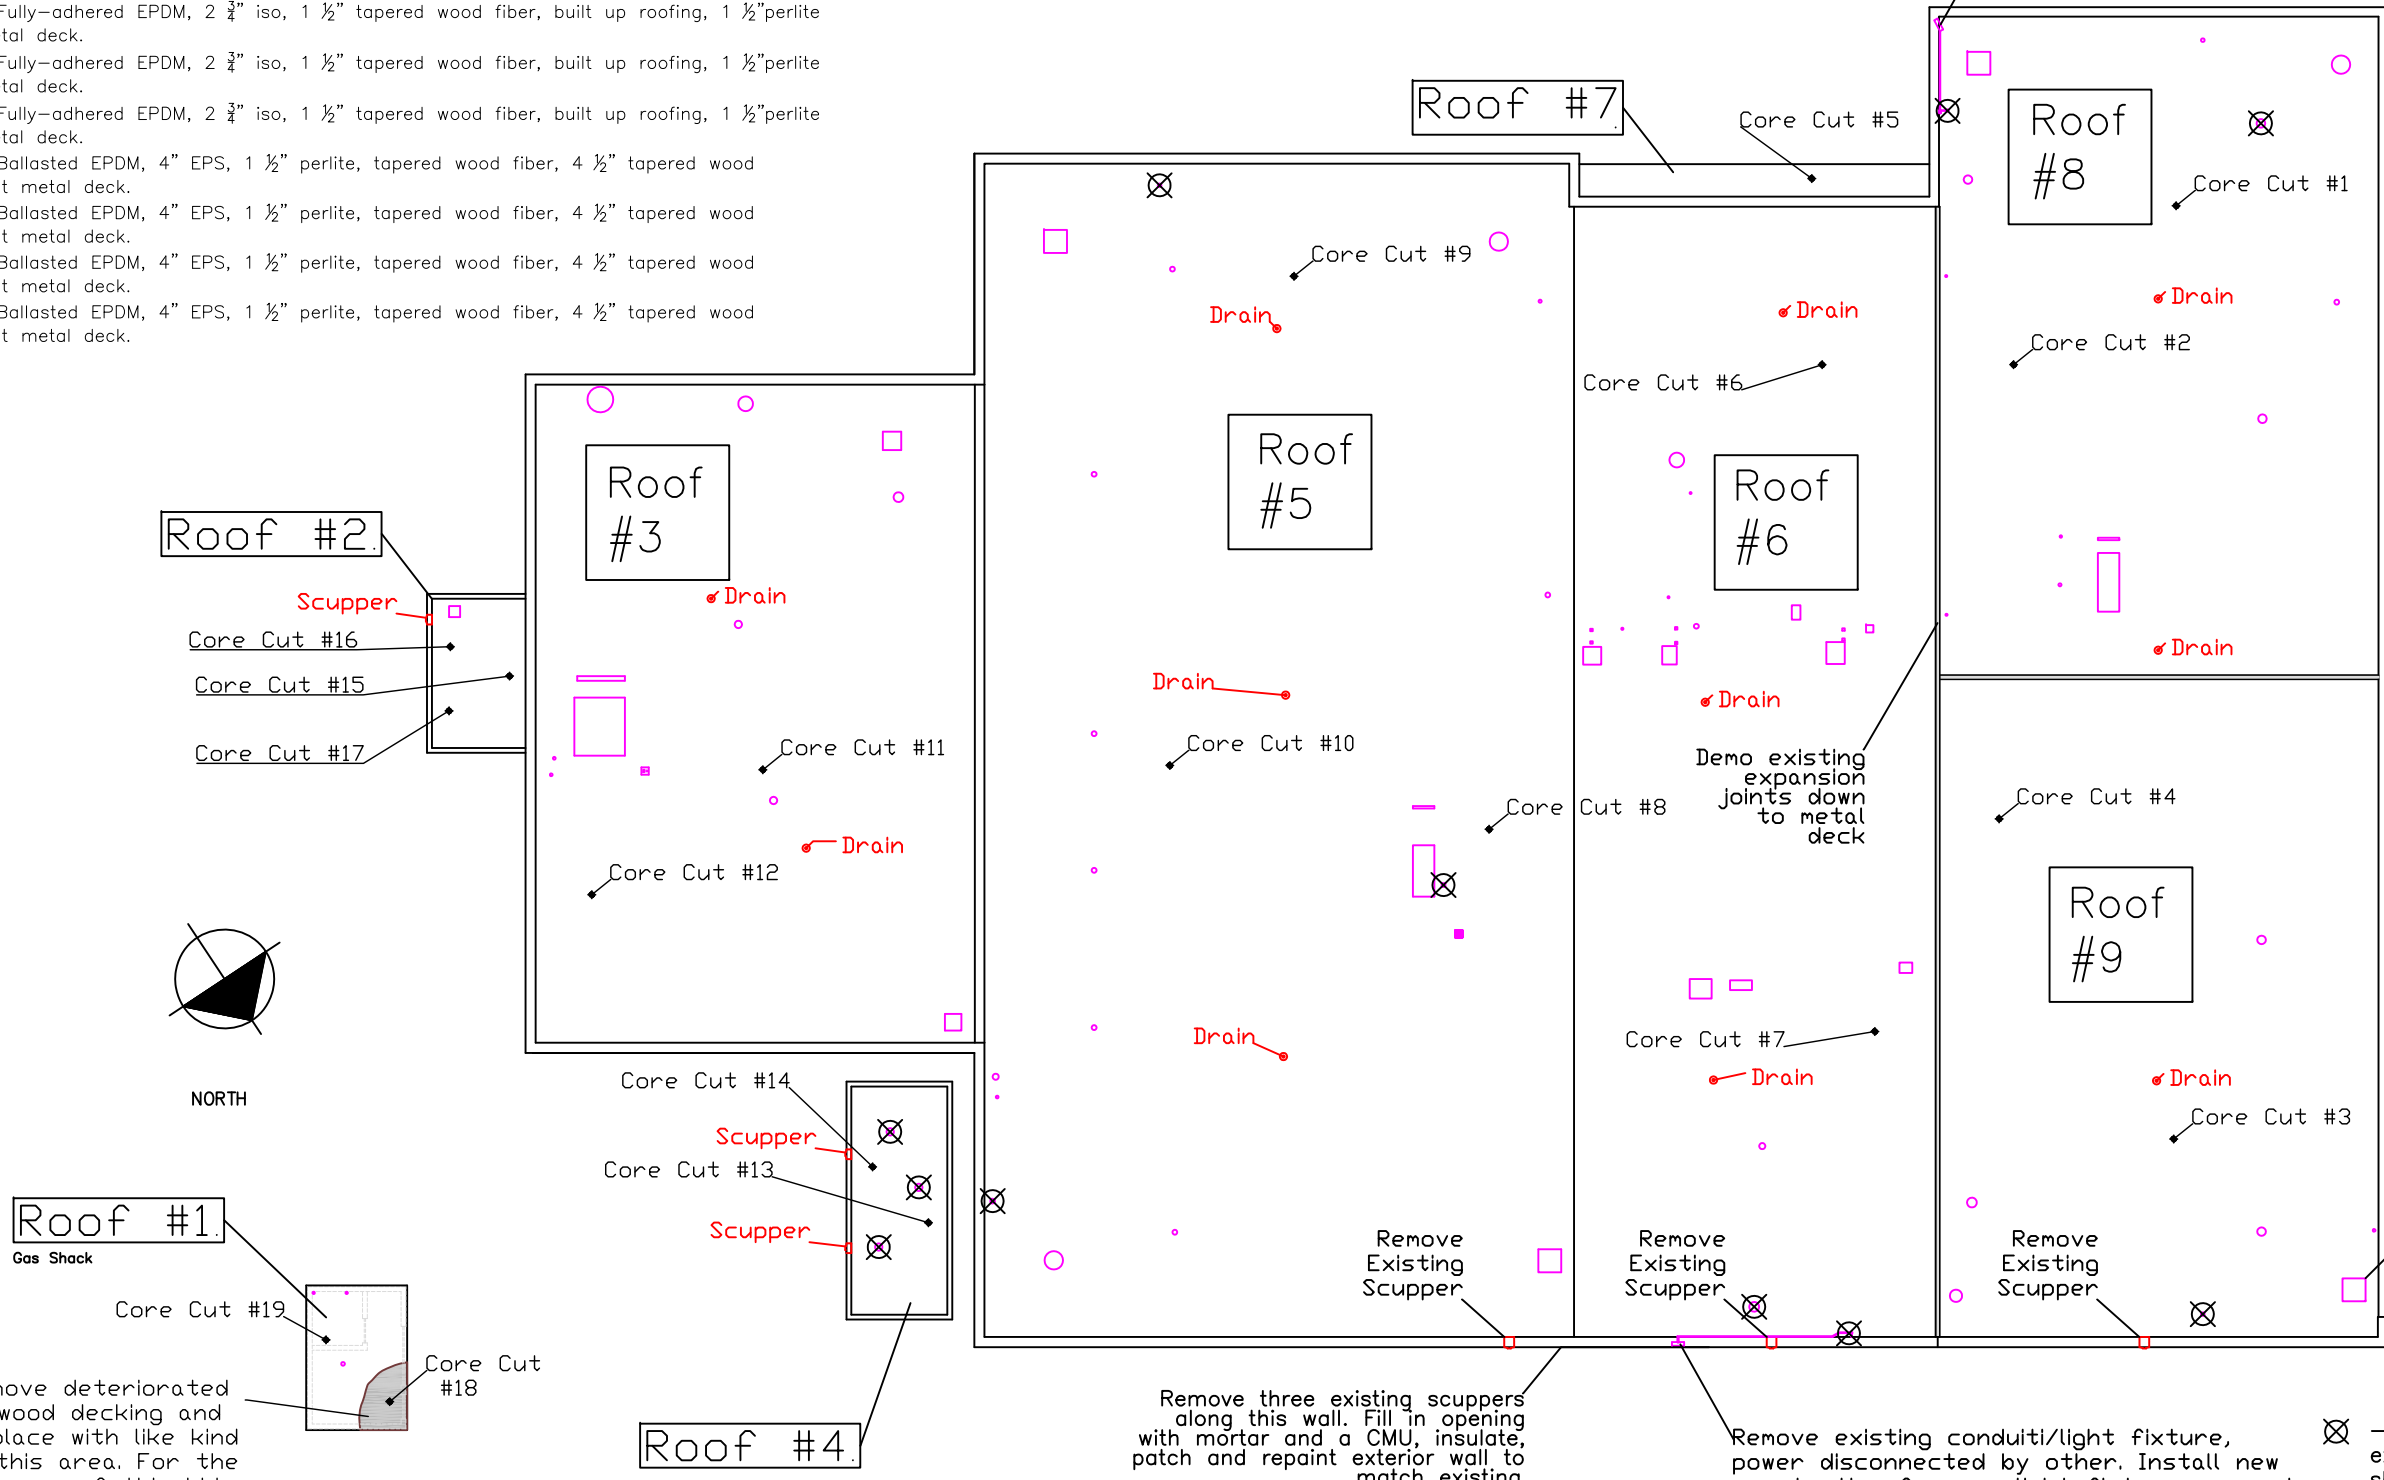 Fully-adhered EPDM, 2 ¾" iso, 1 ½" tapered wood fiber, built up roofing, 1 ½"perlite
tal deck.
Fully-adhered EPDM, 2 ¾" iso, 1 ½" tapered wood fiber, built up roofing, 1 ½"perlite
tal deck.
Fully-adhered EPDM, 2 ¾" iso, 1 ½" tapered wood fiber, built up roofing, 1 ½"perlite
tal deck.
Ballasted EPDM, 4" EPS, 1 ½" perlite, tapered wood fiber, 4 ½" tapered wood
t metal deck.
Ballasted EPDM, 4" EPS, 1 ½" perlite, tapered wood fiber, 4 ½" tapered wood
t metal deck.
Ballasted EPDM, 4" EPS, 1 ½" perlite, tapered wood fiber, 4 ½" tapered wood
t metal deck.
Ballasted EPDM, 4" EPS, 1 ½" perlite, tapered wood fiber, 4 ½" tapered wood
t metal deck.
Roof #7.
Core Cut #5
Roof
#8
Core Cut #1
Core Cut #9
Drain
Drain
Drain
Core Cut #2
Core Cut #6
Roof
#3
Roof
#5
Roof
#6
Roof #2.
Scupper
Core Cut #16
Core Cut #15
Core Cut #17
Drain
Drain
Drain
Drain
Core Cut #11
Core Cut #10
Core Cut #8
Demo existing
expansion
joints down
to metal
deck
Core Cut #4
Drain
Core Cut #12
Roof
#9
NORTH
Drain
Core Cut #7
Drain
Drain
Core Cut #3
Core Cut #14
Scupper
Core Cut #13
Scupper
Roof #1.
Gas Shack
Core Cut #19
Core Cut
#18
Remove
Existing
Scupper
Remove
Existing
Scupper
Remove
Existing
Scupper
ove deteriorated
wood decking and
lace with like kind
this area. For the
Roof #4.
Remove three existing scuppers
along this wall. Fill in opening
with mortar and a CMU, insulate,
patch and repaint exterior wall to
match existing.
Remove existing conduiti/light fixture,
power disconnected by other. Install new